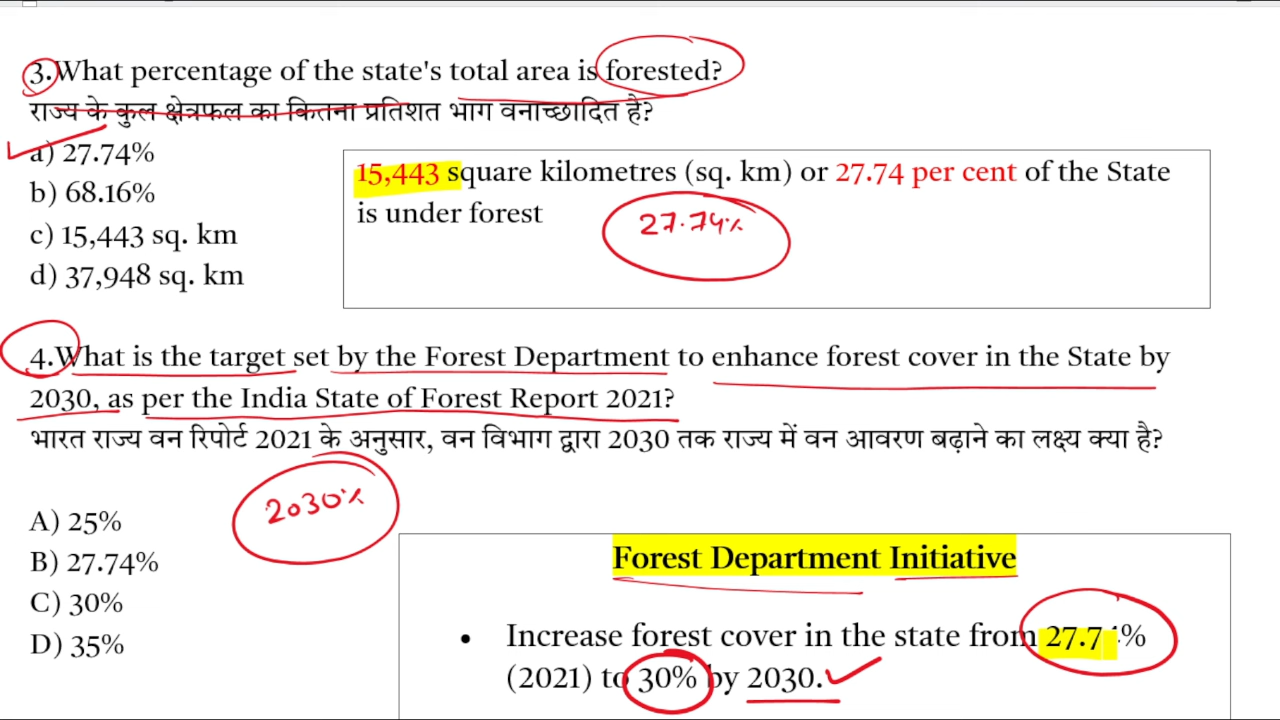 3.What percentage of the state's total area is forested?
राज्य के कुल क्षेत्रफल का कितना प्रतिशत भाग वनाच्छादित है?
a) 27.74%
b) 68.16%
c) 15,443 sq. km
d) 37,948 sq. km
15,443 square kilometres (sq. km) or 27.74 per cent of the State
is under forest
27.74%
4.What is the target set by the Forest Department to enhance forest cover in the State by
2030, as per the India State of Forest Report 2021?
भारत राज्य वन रिपोर्ट 2021 के अनुसार, वन विभाग द्वारा 2030 तक राज्य में वन आवरण बढ़ाने का लक्ष्य क्या है?
2030%
A) 25%
B) 27.74%
C) 30%
D) 35%
Forest Department Initiative
• Increase forest cover in the state from 27.74%
(2021) to 30% by 2030.